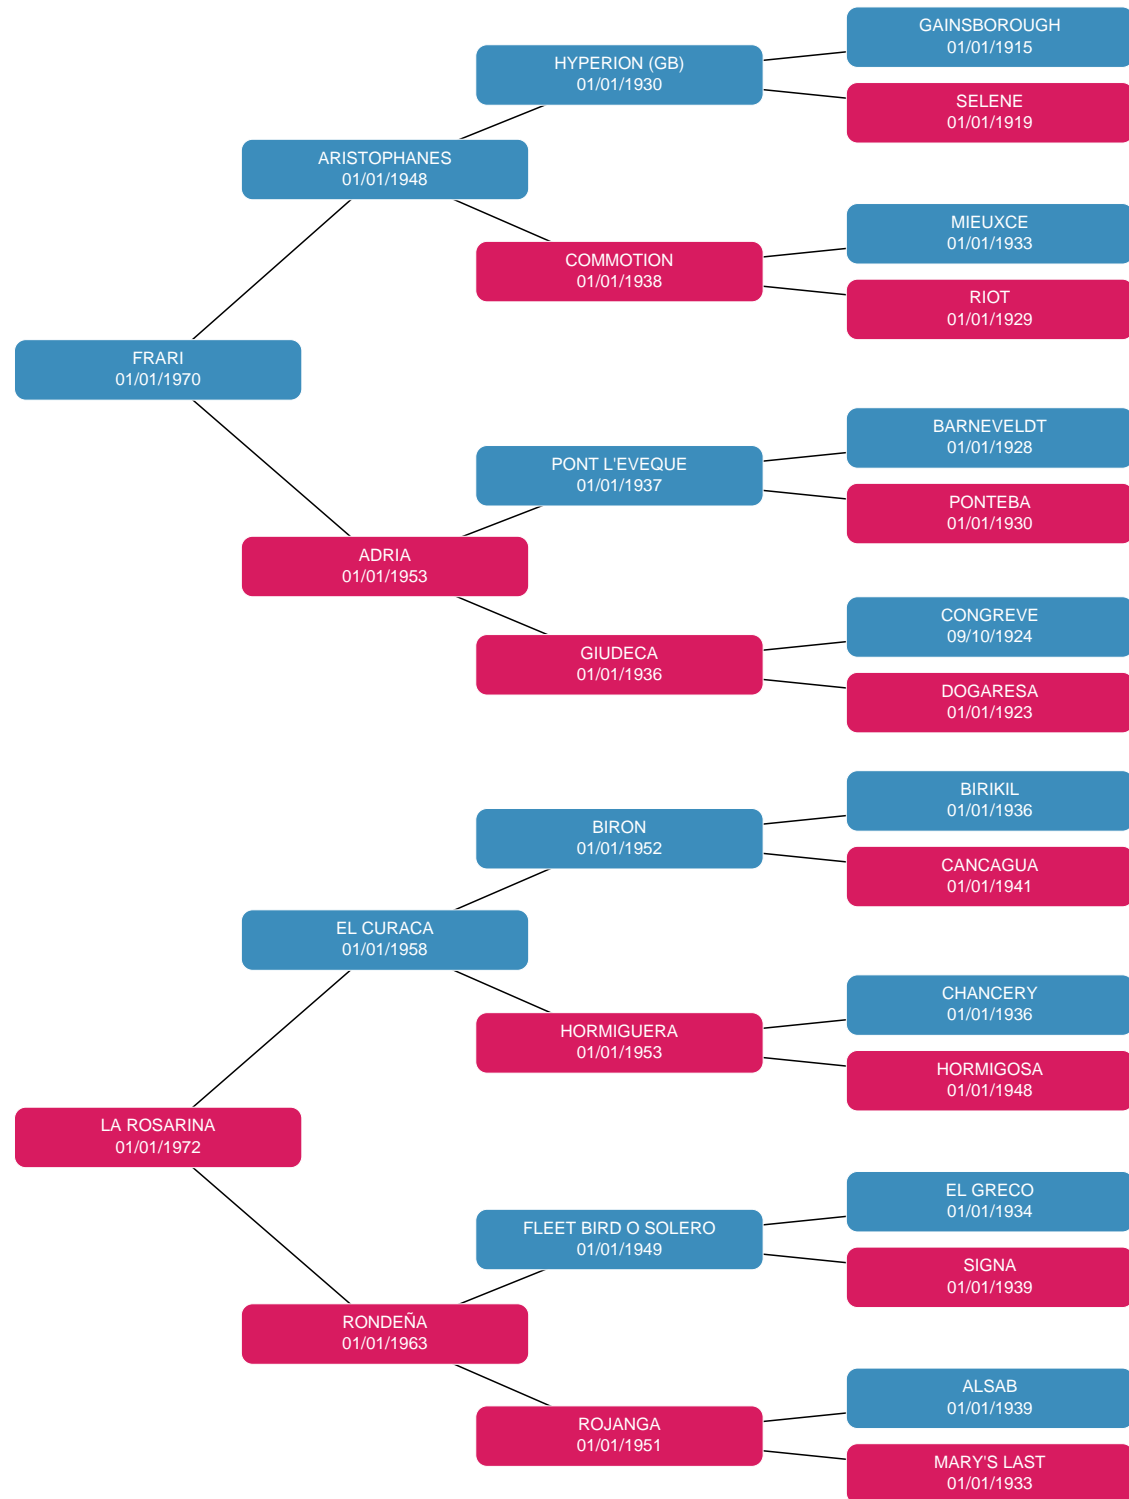 GAINSBOROUGH
01/01/1915
HYPERION (GB)
01/01/1930
SELENE
01/01/1919
ARISTOPHANES
01/01/1948
MIEUXCE
01/01/1933
COMMOTION
01/01/1938
RIOT
01/01/1929
FRARI
01/01/1970
BARNEVELDT
01/01/1928
PONT L'EVEQUE
01/01/1937
PONTEBA
01/01/1930
ADRIA
01/01/1953
CONGREVE
09/10/1924
GIUDECA
01/01/1936
DOGARESA
01/01/1923
BIRIKIL
01/01/1936
BIRON
01/01/1952
CANCAGUA
01/01/1941
EL CURACA
01/01/1958
CHANCERY
01/01/1936
HORMIGUERA
01/01/1953
HORMIGOSA
01/01/1948
LA ROSARINA
01/01/1972
EL GRECO
01/01/1934
FLEET BIRD O SOLERO
01/01/1949
SIGNA
01/01/1939
RONDEÑA
01/01/1963
ALSAB
01/01/1939
ROJANGA
01/01/1951
MARY'S LAST
01/01/1933